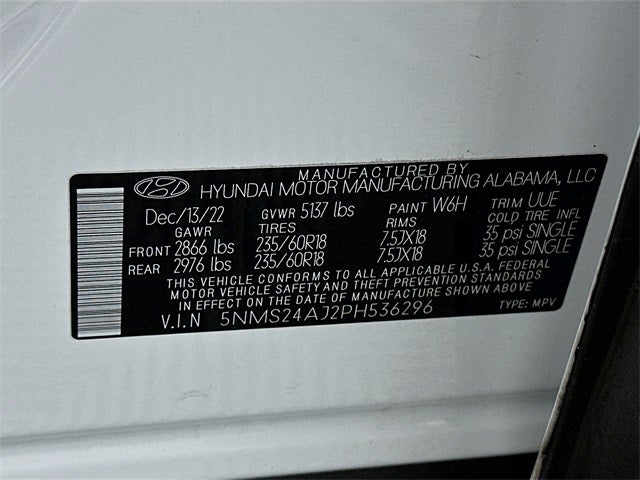 MANUFACTURED BY
HYUNDAI MOTOR MANUFACTURING ALABAMA, LLC
Dec/13/22 GVWR 5137 lbs PAINT W6H TRIM UUE
GAWR TIRES RIMS COLD TIRE INFL
FRONT 2866 lbs 235/60R18 7.5JX18 35 psi SINGLE
REAR 2976 lbs 235/60R18 7.5JX18 35 psi SINGLE
THIS VEHICLE CONFORMS TO ALL APPLICABLE U.S.A. FEDERAL
MOTOR VEHICLE SAFETY AND THEFT PREVENTION STANDARDS
IN EFFECT ON THE DATE OF MANUFACTURE SHOWN ABOVE
V.I.N 5NMS24AJ2PH536296 TYPE: MPV